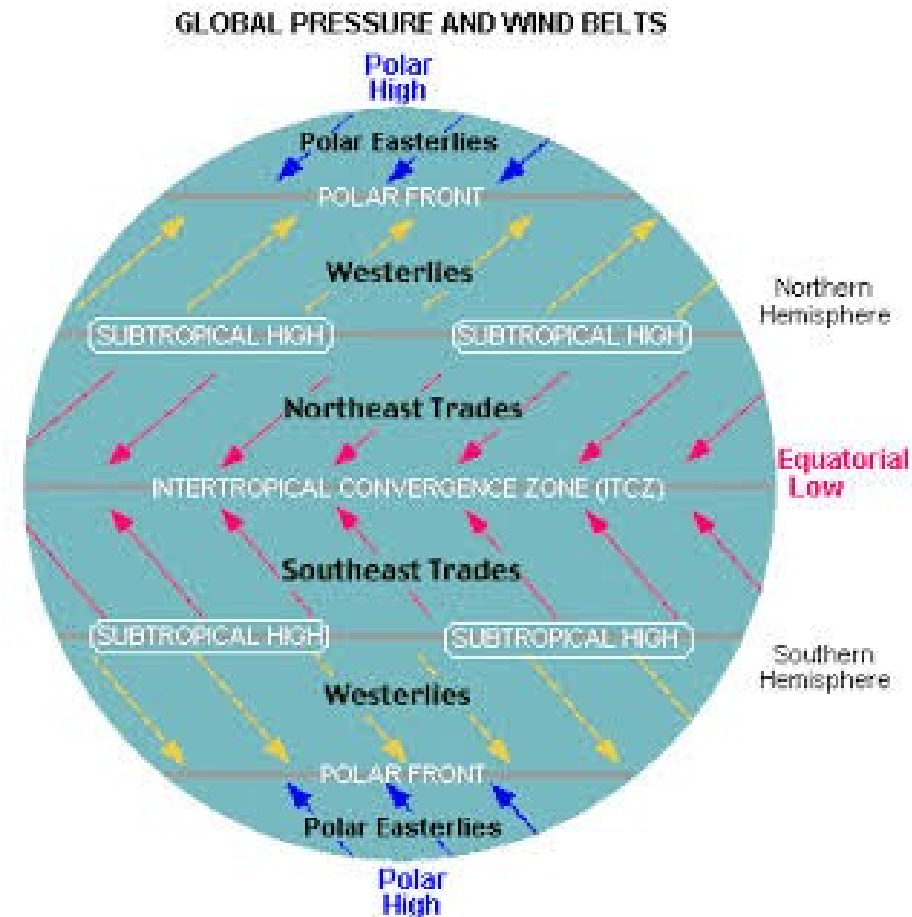 GLOBAL PRESSURE AND WIND BELTS
Polar
High
Polar Easterlies
POLAR FRONT
Westerlies
Northern
Hemisphere
SUBTROPICAL HIGH
SUBTROPICAL HIGH
Northeast Trades
Equatorial
Low
INTERTROPICAL CONVERGENCE ZONE (ITCZ)
Southeast Trades
SUBTROPICAL HIGH
SUBTROPICAL HIGH
Southern
Hemisphere
Westerlies
POLAR FRONT
Polar Easterlies
Polar
High